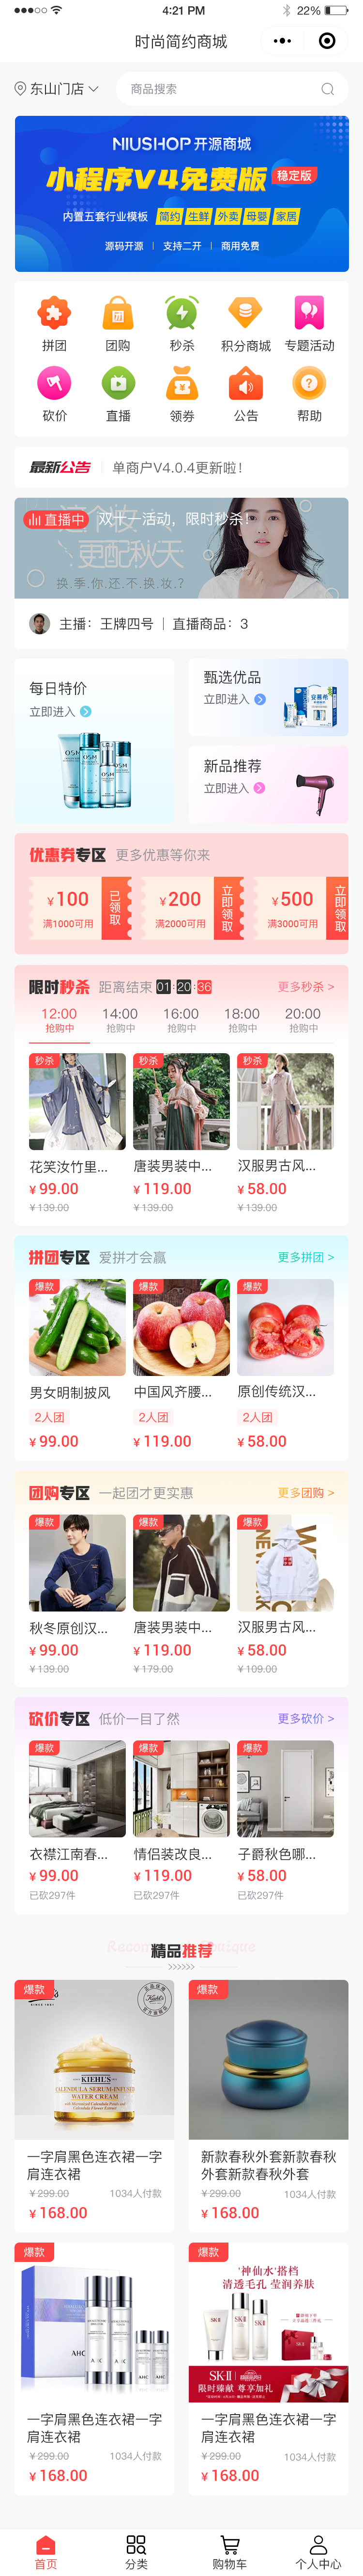 4:21 PM
22%
时尚简约商城
东山门店
商品搜索
NIUSHOP 开源商城
小程序V4免费版 稳定版
内置五套行业模板 简约 生鲜 外卖 母婴 家居
源码开源 | 支持二开 | 商用免费
拼团 团购 秒杀 积分商城 专题活动
砍价 直播 领券 公告 帮助
最新公告 单商户V4.0.4更新啦！
直播中 双十一活动，限时秒杀！
更配秋天
换.季.你.还.不.换.妆.?
主播：王牌四号 | 直播商品：3
每日特价
立即进入
甄选优品
立即进入
新品推荐
立即进入
优惠券专区 更多优惠等你来
¥100 满1000可用 已领取
¥200 满2000可用 立即领取
¥500 满3000可用 立即领取
限时秒杀 距离结束 01:20:36 更多秒杀 >
12:00 14:00 16:00 18:00 20:00
抢购中 抢购中 抢购中 抢购中 抢购中
秒杀 秒杀 秒杀
花笑汝竹里... 唐装男装中... 汉服男古风...
¥99.00 ¥119.00 ¥58.00
¥139.00 ¥139.00 ¥139.00
拼团专区 爱拼才会赢 更多拼团 >
爆款 爆款 爆款
男女明制披风 中国风齐腰... 原创传统汉...
2人团 2人团 2人团
¥99.00 ¥119.00 ¥58.00
团购专区 一起团才更实惠 更多团购 >
爆款 爆款 爆款
秋冬原创汉... 唐装男装中... 汉服男古风...
¥99.00 ¥119.00 ¥58.00
¥139.00 ¥179.00 ¥109.00
砍价专区 低价一目了然 更多砍价 >
爆款 爆款 爆款
衣襟江南春... 情侣装改良... 子爵秋色哪...
¥99.00 ¥119.00 ¥58.00
已砍297件 已砍297件 已砍297件
精品推荐
>>>>>>
爆款 爆款
KIEHL'S
CALENDULA SERUM-INFUSED
WATER CREAM
一字肩黑色连衣裙一字肩连衣裙
¥299.00 1034人付款
¥168.00
新款春秋外套新款春秋外套新款春秋外套
¥299.00 1034人付款
¥168.00
爆款 爆款
AHC
'神仙水'搭档
清透毛孔 莹润养肤
SK-II
限时臻献 尊享加礼
一字肩黑色连衣裙一字肩连衣裙
¥299.00 1034人付款
¥168.00
一字肩黑色连衣裙一字肩连衣裙
¥299.00 1034人付款
¥168.00
首页 分类 购物车 个人中心